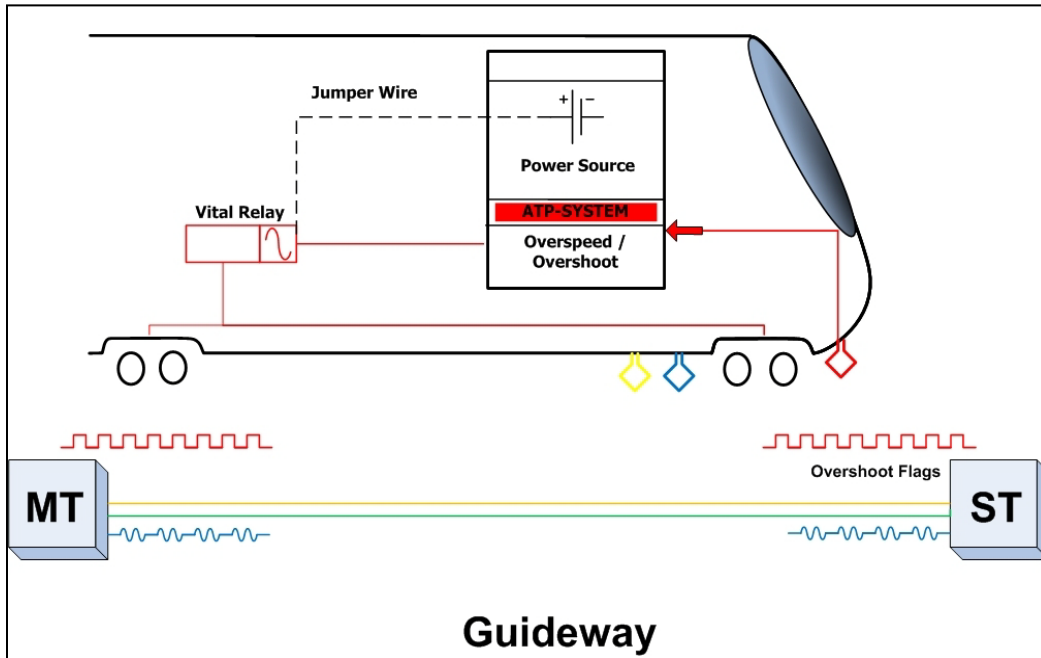 Jumper Wire
+ −
Power Source
Vital Relay
ATP-SYSTEM
Overspeed /
Overshoot
Overshoot Flags
MT
ST
Guideway